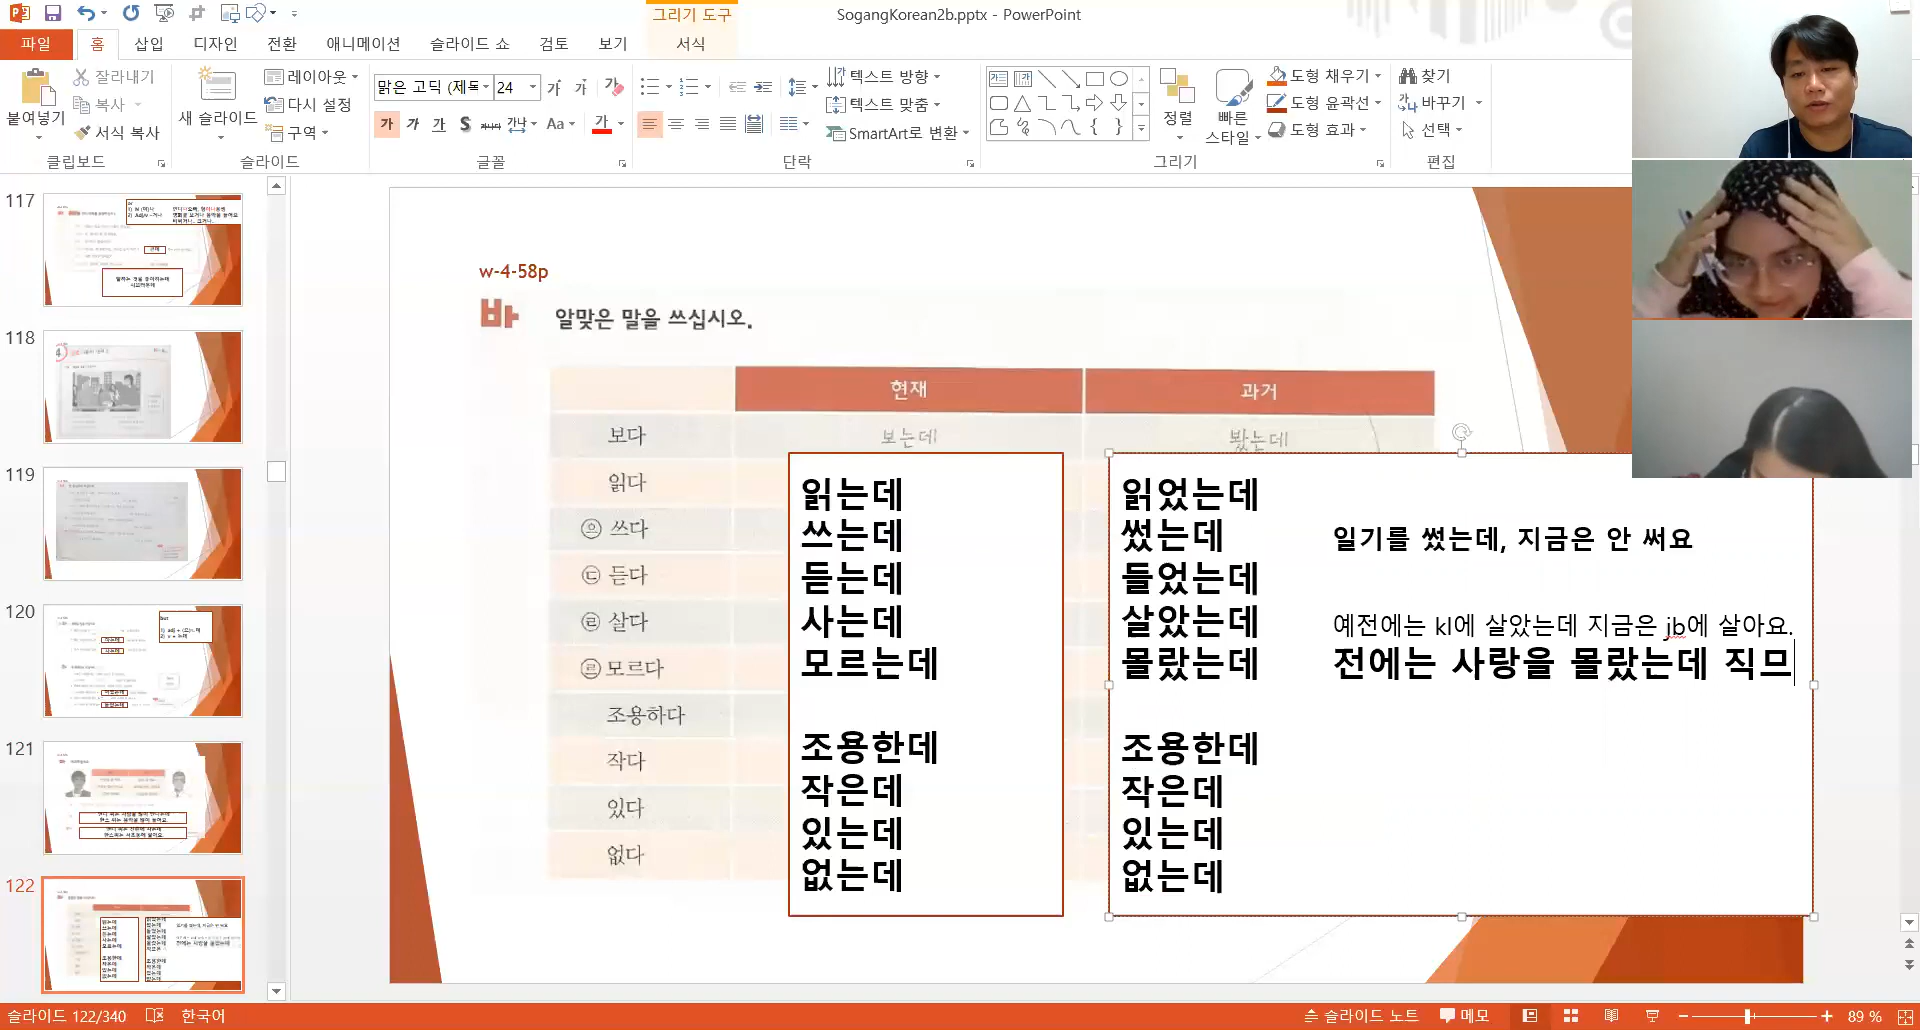 그리기 도구
SogangKorean2b.pptx - PowerPoint
파일 홈 삽입 디자인 전환 애니메이션 슬라이드 쇼 검토 보기 서식
붙여넣기
잘라내기
복사
서식 복사
클립보드
새 슬라이드
레이아웃
다시 설정
구역
슬라이드
맑은 고딕 (제목 24
가 가 가 S 가나다 간낫 Aa 가
글꼴
텍스트 방향
텍스트 맞춤
SmartArt로 변환
단락
정렬
빠른 스타일
도형 채우기
도형 윤곽선
도형 효과
그리기
찾기
바꾸기
선택
편집
117
118
119
120
121
122
w-4-58p
바 알맞은 말을 쓰십시오.
현재 과거
보다 보는데 봤는데
읽다 읽는데 읽었는데
으 쓰다 쓰는데 썼는데 일기를 썼는데, 지금은 안 써요
ㄷ 듣다 듣는데 들었는데
ㄹ 살다 사는데 살았는데 예전에는 kl에 살았는데 지금은 jb에 살아요.
르 모르다 모르는데 몰랐는데 전에는 사랑을 몰랐는데 직므
조용하다 조용한데 조용한데
작다 작은데 작은데
있다 있는데 있는데
없다 없는데 없는데
슬라이드 122/340 한국어
슬라이드 노트 메모 89 %